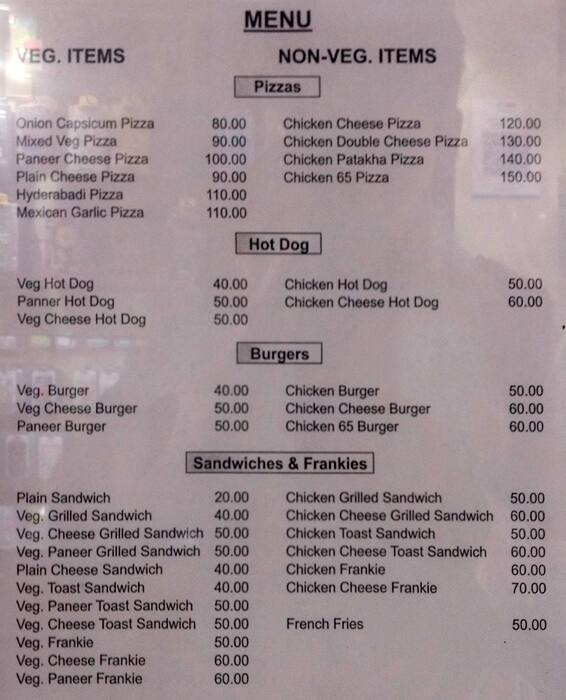 MENU
VEG. ITEMS NON-VEG. ITEMS
Pizzas
Onion Capsicum Pizza 80.00 Chicken Cheese Pizza 120.00
Mixed Veg Pizza 90.00 Chicken Double Cheese Pizza 130.00
Paneer Cheese Pizza 100.00 Chicken Patakha Pizza 140.00
Plain Cheese Pizza 90.00 Chicken 65 Pizza 150.00
Hyderabadi Pizza 110.00
Mexican Garlic Pizza 110.00
Hot Dog
Veg Hot Dog 40.00 Chicken Hot Dog 50.00
Panner Hot Dog 50.00 Chicken Cheese Hot Dog 60.00
Veg Cheese Hot Dog 50.00
Burgers
Veg. Burger 40.00 Chicken Burger 50.00
Veg Cheese Burger 50.00 Chicken Cheese Burger 60.00
Paneer Burger 50.00 Chicken 65 Burger 60.00
Sandwiches & Frankies
Plain Sandwich 20.00 Chicken Grilled Sandwich 50.00
Veg. Grilled Sandwich 40.00 Chicken Cheese Grilled Sandwich 60.00
Veg. Cheese Grilled Sandwich 50.00 Chicken Toast Sandwich 50.00
Veg. Paneer Grilled Sandwich 50.00 Chicken Cheese Toast Sandwich 60.00
Plain Cheese Sandwich 40.00 Chicken Frankie 60.00
Veg. Toast Sandwich 40.00 Chicken Cheese Frankie 70.00
Veg. Paneer Toast Sandwich 50.00
Veg. Cheese Toast Sandwich 50.00 French Fries 50.00
Veg. Frankie 50.00
Veg. Cheese Frankie 60.00
Veg. Paneer Frankie 60.00